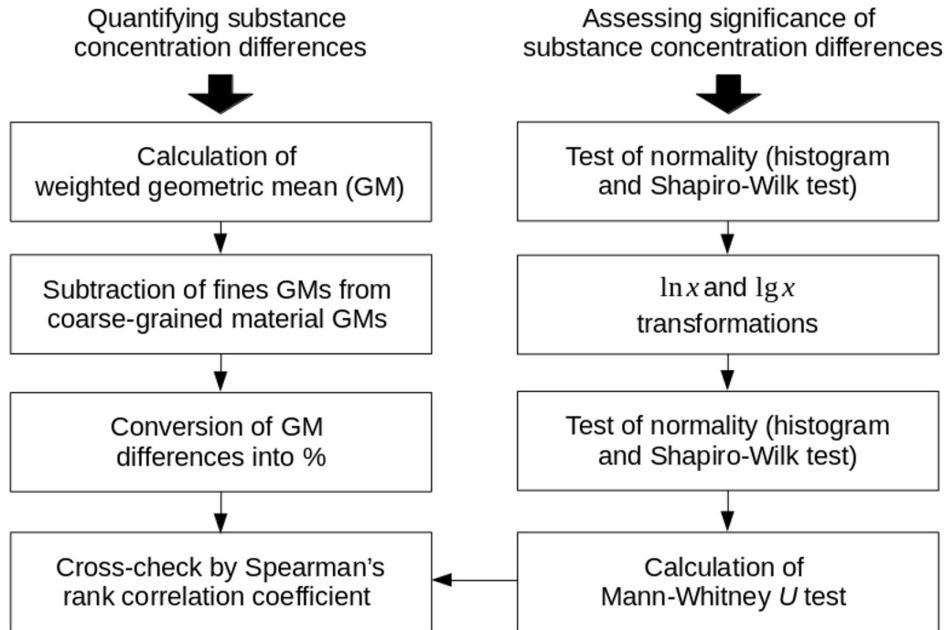 Quantifying substance
concentration differences
Calculation of
weighted geometric mean (GM)
Subtraction of fines GMs from
coarse-grained material GMs
Conversion of GM
differences into %
Cross-check by Spearman’s
rank correlation coefficient
Assessing significance of
substance concentration differences
Test of normality (histogram
and Shapiro-Wilk test)
ln x and lg x
transformations
Test of normality (histogram
and Shapiro-Wilk test)
Calculation of
Mann-Whitney U test